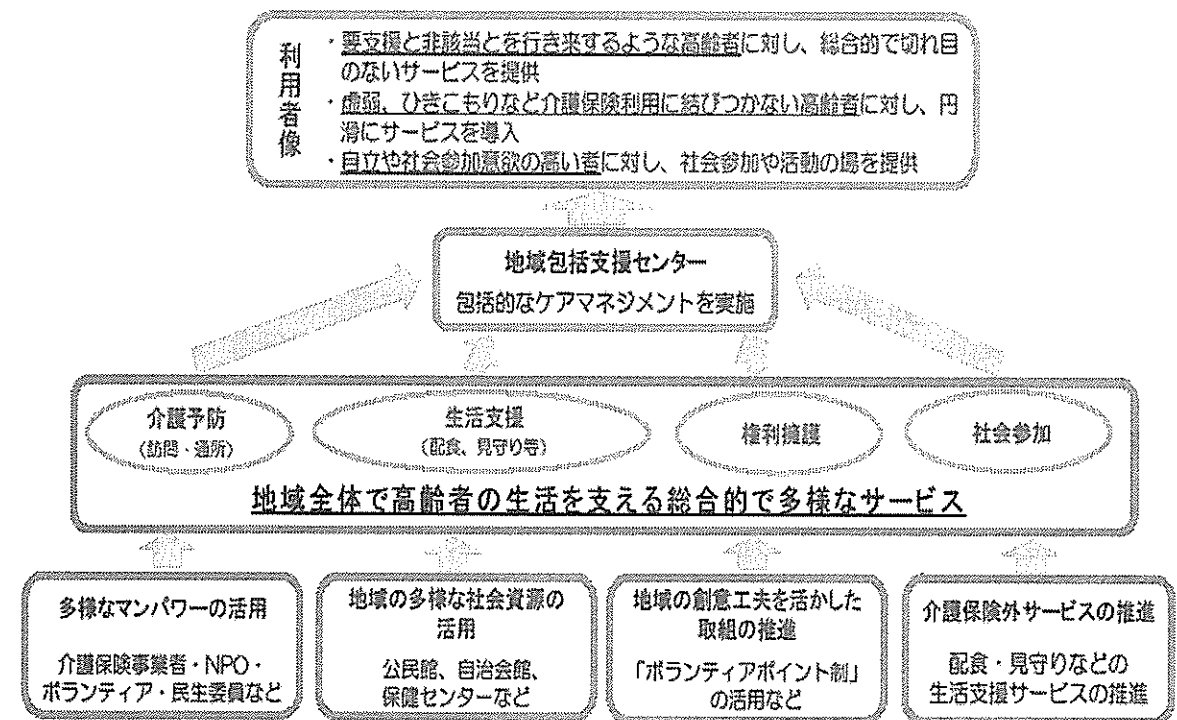 利用者像
・要支援と非該当とを行き来するような高齢者に対し、総合的で切れ目
のないサービスを提供
・虚弱、ひきこもりなど介護保険利用に結びつかない高齢者に対し、円
滑にサービスを導入
・自立や社会参加意欲の高い者に対し、社会参加や活動の場を提供
地域包括支援センター
包括的なケアマネジメントを実施
介護予防
(訪問・通所)
生活支援
(配食、見守り等)
権利擁護
社会参加
地域全体で高齢者の生活を支える総合的で多様なサービス
多様なマンパワーの活用
介護保険事業者・NPO・
ボランティア・民生委員など
地域の多様な社会資源の
活用
公民館、自治会館、
保健センターなど
地域の創意工夫を活かした
取組の推進
「ボランティアポイント制」
の活用など
介護保険外サービスの推進
配食・見守りなどの
生活支援サービスの推進